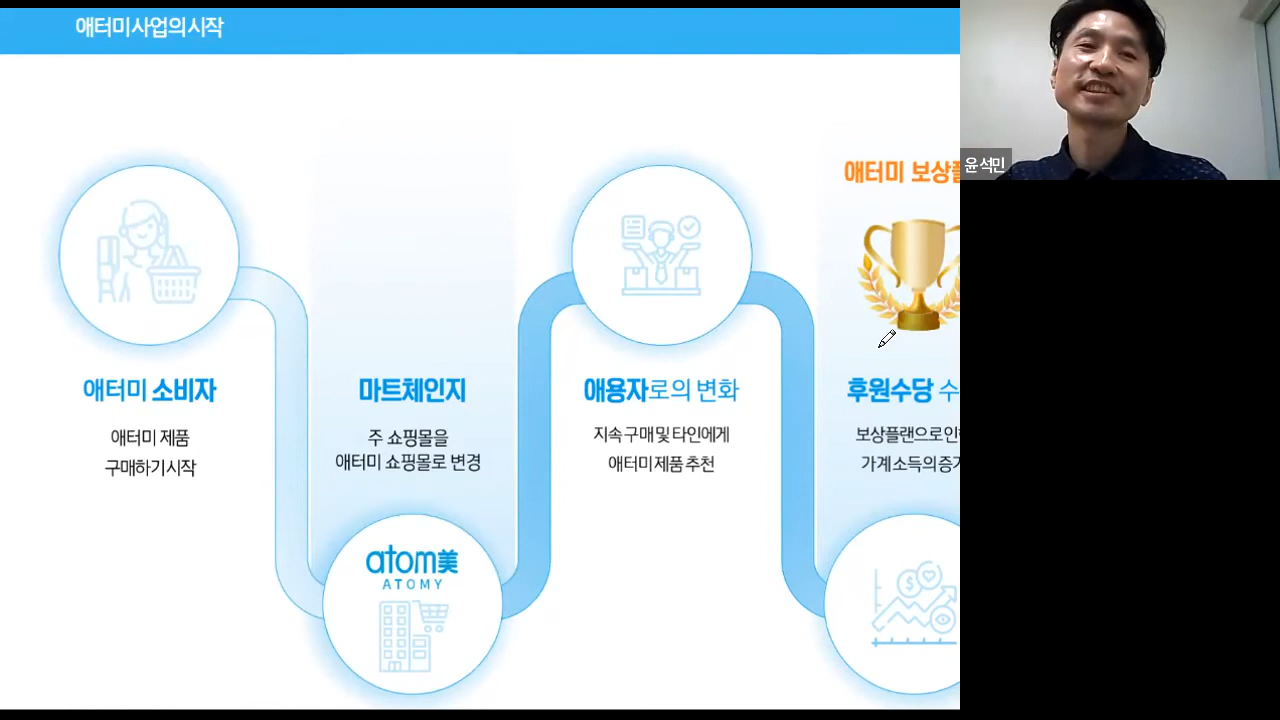 애터미사업의시작
애터미 보상플
윤석민
애터미 소비자
애터미 제품
구매하기시작
마트체인지
주 쇼핑몰을
애터미 쇼핑몰로 변경
애용자로의 변화
지속구매및타인에게
애터미제품추천
후원수당 수
보상플랜으로인한
가계소득의증가
atom美
ATOMY